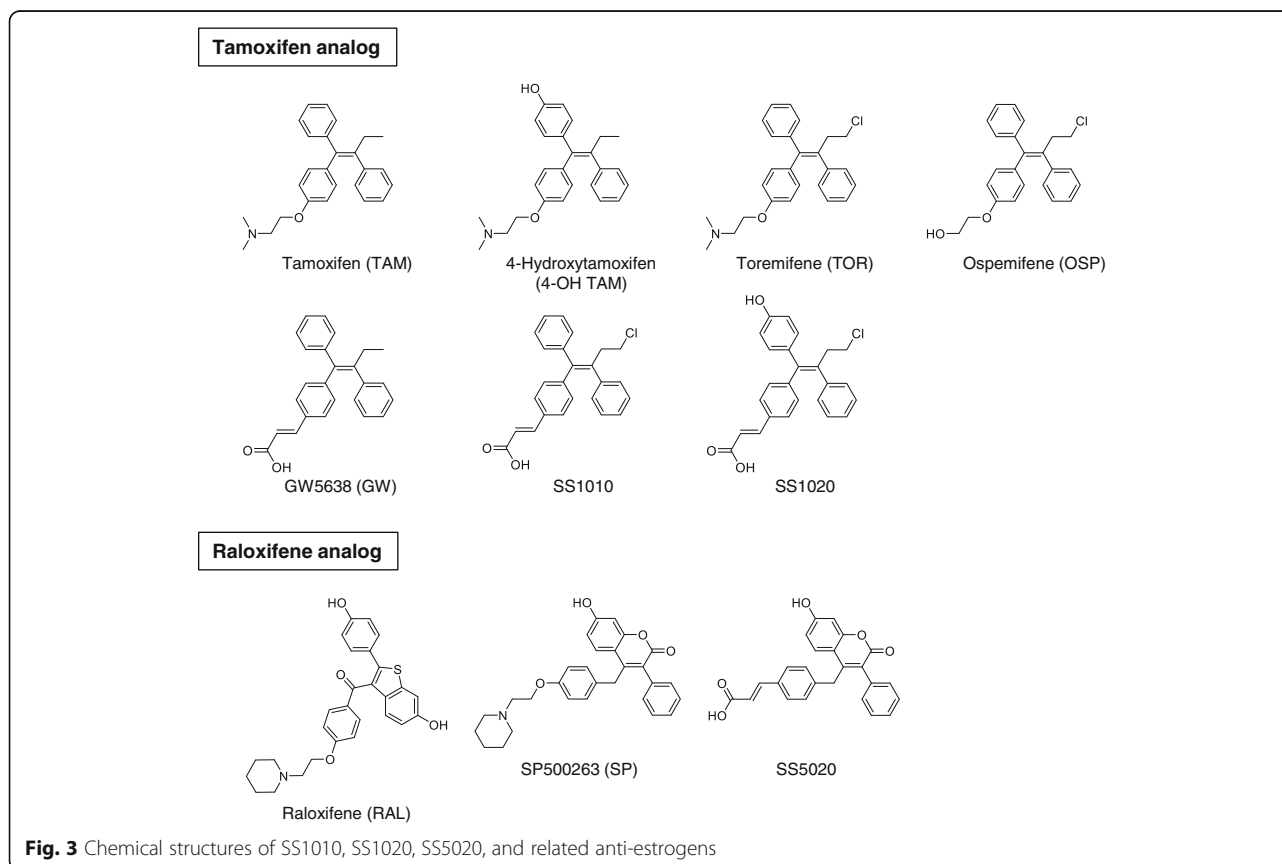 Tamoxifen analog
HO
Cl
Cl
N
O
N
O
N
O
HO
O
Tamoxifen (TAM)
4-Hydroxytamoxifen
(4-OH TAM)
Toremifene (TOR)
Ospemifene (OSP)
HO
Cl
Cl
O
OH
O
OH
O
OH
GW5638 (GW)
SS1010
SS1020
Raloxifene analog
HO
HO
HO
O
S
O
O
O
O
OH
O
N
O
HO
N
O
SP500263 (SP)
SS5020
Raloxifene (RAL)
Fig. 3 Chemical structures of SS1010, SS1020, SS5020, and related anti-estrogens